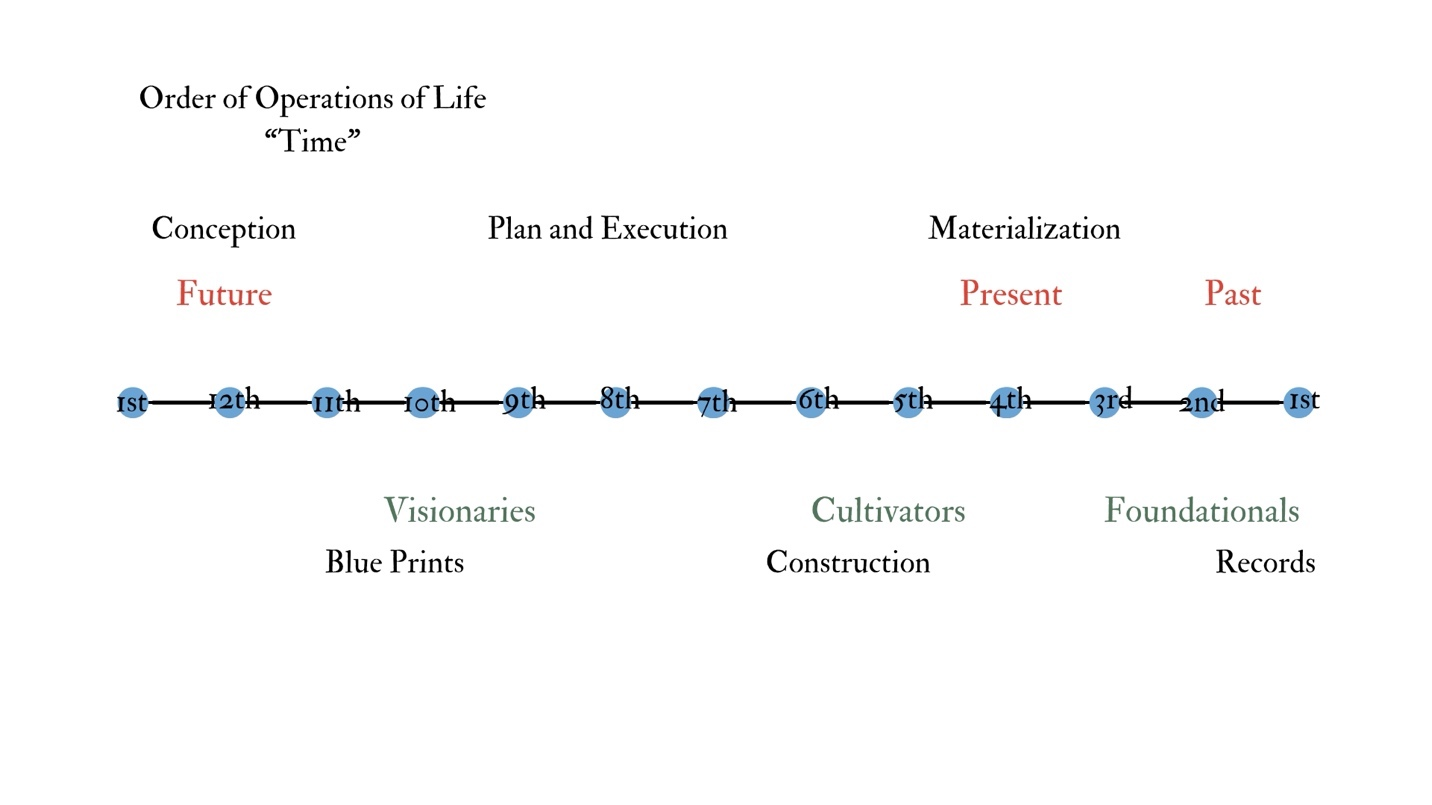 Order of Operations of Life
“Time”
Conception Plan and Execution Materialization
Future Present Past
1st 12th 11th 10th 9th 8th 7th 6th 5th 4th 3rd 2nd 1st
Visionaries Cultivators Foundationals
Blue Prints Construction Records